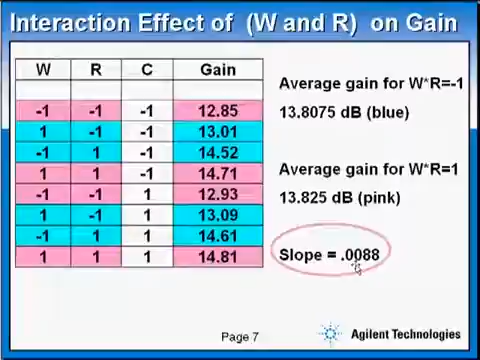 Interaction Effect of (W and R) on Gain
W R C Gain
-1 -1 -1 12.85
1 -1 -1 13.01
-1 1 -1 14.52
1 1 -1 14.71
-1 -1 1 12.93
1 -1 1 13.09
-1 1 1 14.61
1 1 1 14.81
Average gain for W*R=-1
13.8075 dB (blue)
Average gain for W*R=1
13.825 dB (pink)
Slope = .0088
Page 7
Agilent Technologies